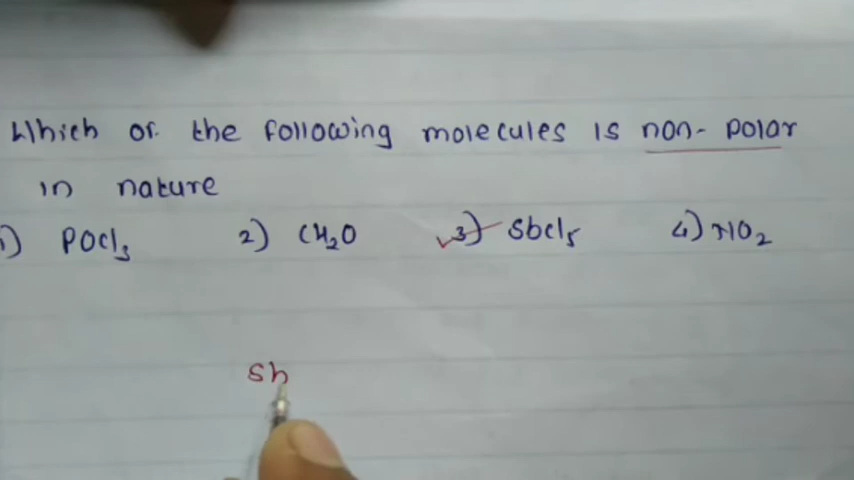 Which of the following molecules is non-polar
in nature
1) POCl₃ 2) CH₂O 3) SbCl₅ 4) NO₂
Sb